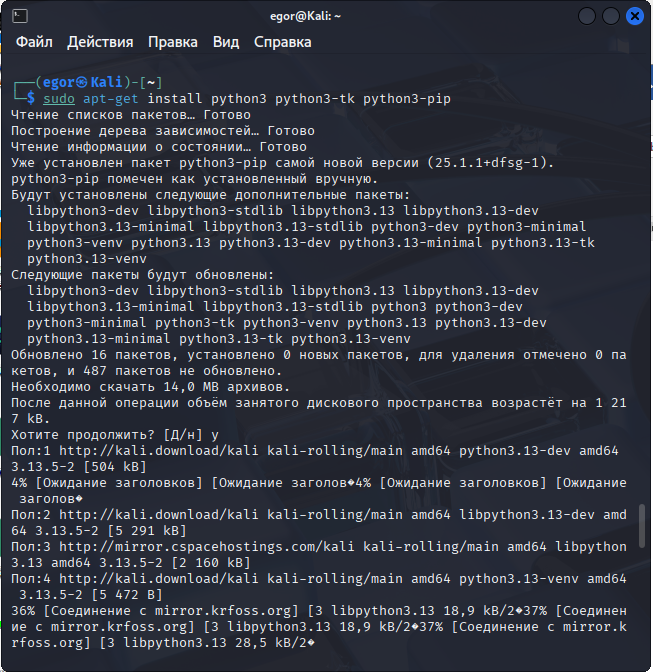 egor@Kali: ~
Файл Действия Правка Вид Справка
┌──(egor㉿Kali)-[~]
└─$ sudo apt-get install python3 python3-tk python3-pip
Чтение списков пакетов… Готово
Построение дерева зависимостей… Готово
Чтение информации о состоянии… Готово
Уже установлен пакет python3-pip самой новой версии (25.1.1+dfsg-1).
python3-pip помечен как установленный вручную.
Будут установлены следующие дополнительные пакеты:
libpython3-dev libpython3-stdlib libpython3.13 libpython3.13-dev
libpython3.13-minimal libpython3.13-stdlib python3-dev python3-minimal
python3-venv python3.13 python3.13-dev python3.13-minimal python3.13-tk
python3.13-venv
Следующие пакеты будут обновлены:
libpython3-dev libpython3-stdlib libpython3.13 libpython3.13-dev
libpython3.13-minimal libpython3.13-stdlib python3 python3-dev
python3-minimal python3-tk python3-venv python3.13 python3.13-dev
python3.13-minimal python3.13-tk python3.13-venv
Обновлено 16 пакетов, установлено 0 новых пакетов, для удаления отмечено 0 па
кетов, и 487 пакетов не обновлено.
Необходимо скачать 14,0 MB архивов.
После данной операции объём занятого дискового пространства возрастёт на 1 21
7 kB.
Хотите продолжить? [Д/н] y
Пол:1 http://kali.download/kali kali-rolling/main amd64 python3.13-dev amd64
3.13.5-2 [504 kB]
4% [Ожидание заголовков] [Ожидание заголов�4% [Ожидание заголовков] [Ожидание
заголов�
Пол:2 http://kali.download/kali kali-rolling/main amd64 libpython3.13-dev amd
64 3.13.5-2 [5 291 kB]
Пол:3 http://mirror.cspacehostings.com/kali kali-rolling/main amd64 libpython
3.13 amd64 3.13.5-2 [2 160 kB]
Пол:4 http://kali.download/kali kali-rolling/main amd64 python3.13-venv amd64
3.13.5-2 [5 472 B]
36% [Соединение с mirror.krfoss.org] [3 libpython3.13 18,9 kB/2�37% [Соединен
ие с mirror.krfoss.org] [3 libpython3.13 18,9 kB/2�37% [Соединение с mirror.k
rfoss.org] [3 libpython3.13 28,5 kB/2�